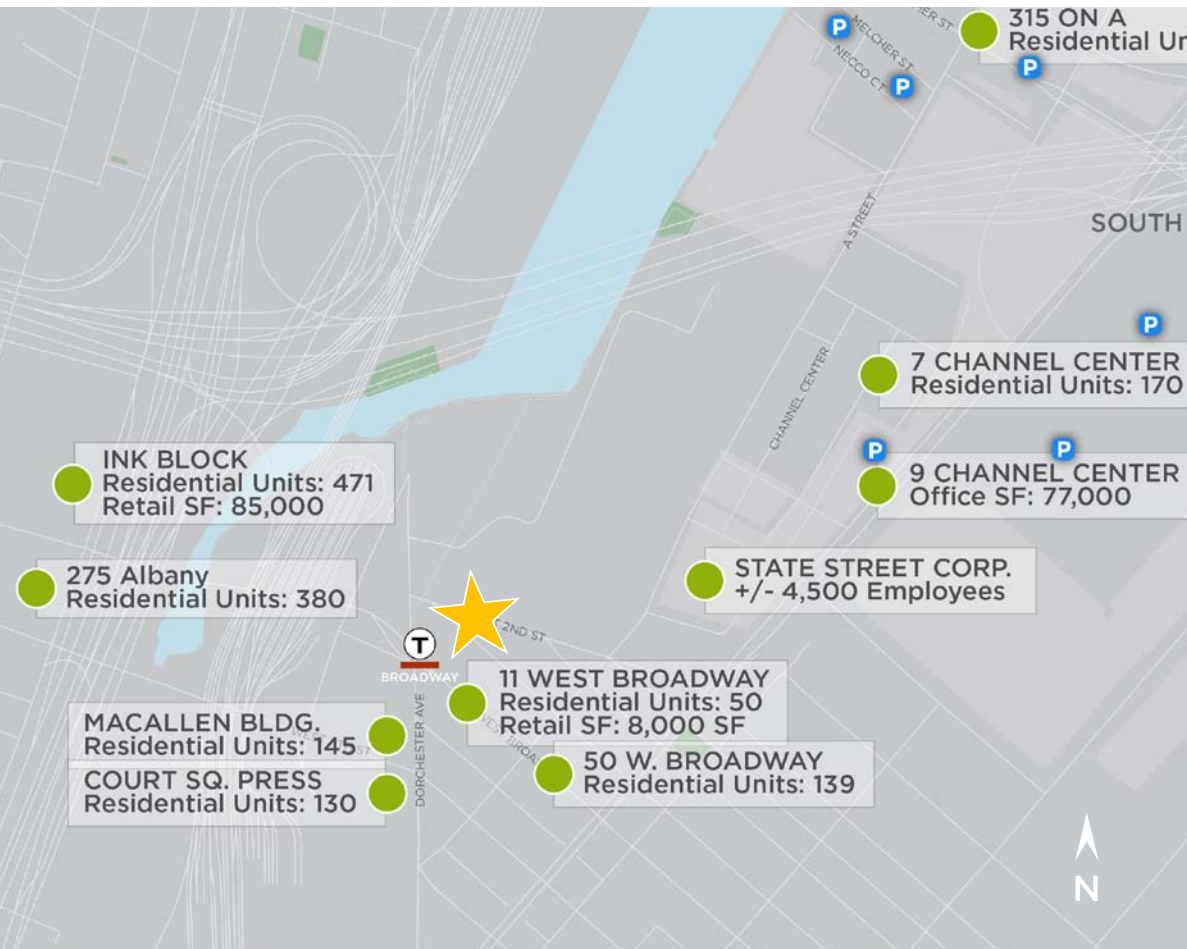 315 ON A
Residential
MELCHER ST
NECCO CT
P
P
P
A STREET
SOUTH
P
7 CHANNEL CENTER
Residential Units: 170
CHANNEL CENTER
P
P
9 CHANNEL CENTER
Office SF: 77,000
INK BLOCK
Residential Units: 471
Retail SF: 85,000
275 Albany
Residential Units: 380
STATE STREET CORP.
+/- 4,500 Employees
2ND ST
T
BROADWAY
11 WEST BROADWAY
Residential Units: 50
Retail SF: 8,000 SF
MACALLEN BLDG.
Residential Units: 145
DORCHESTER AVE
50 W. BROADWAY
Residential Units: 139
COURT SQ. PRESS
Residential Units: 130
N